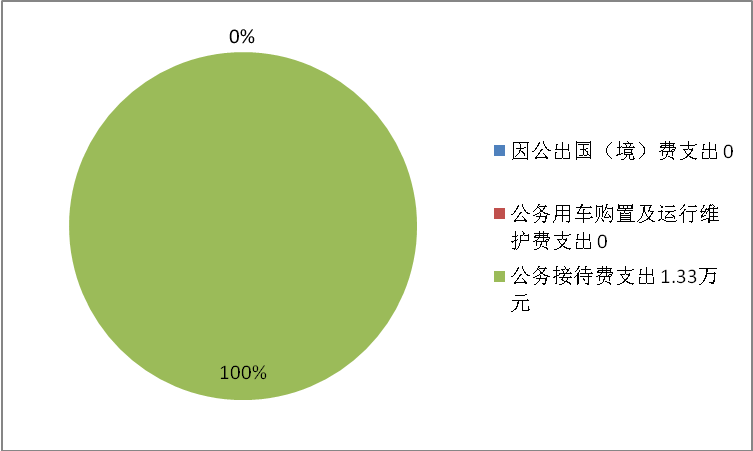 0%
因公出国（境）费支出0
公务用车购置及运行维
护费支出0
公务接待费支出1.33万
元
100%